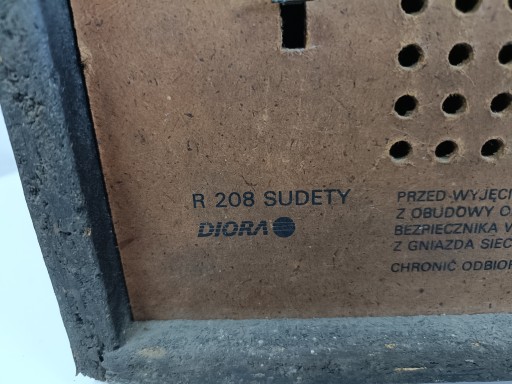 R 208 SUDETY
DIORA
PRZED WYJĘCI
Z OBUDOWY O
BEZPIECZNIKA W
Z GNIAZDA SIEC
CHRONIĆ ODBIOR